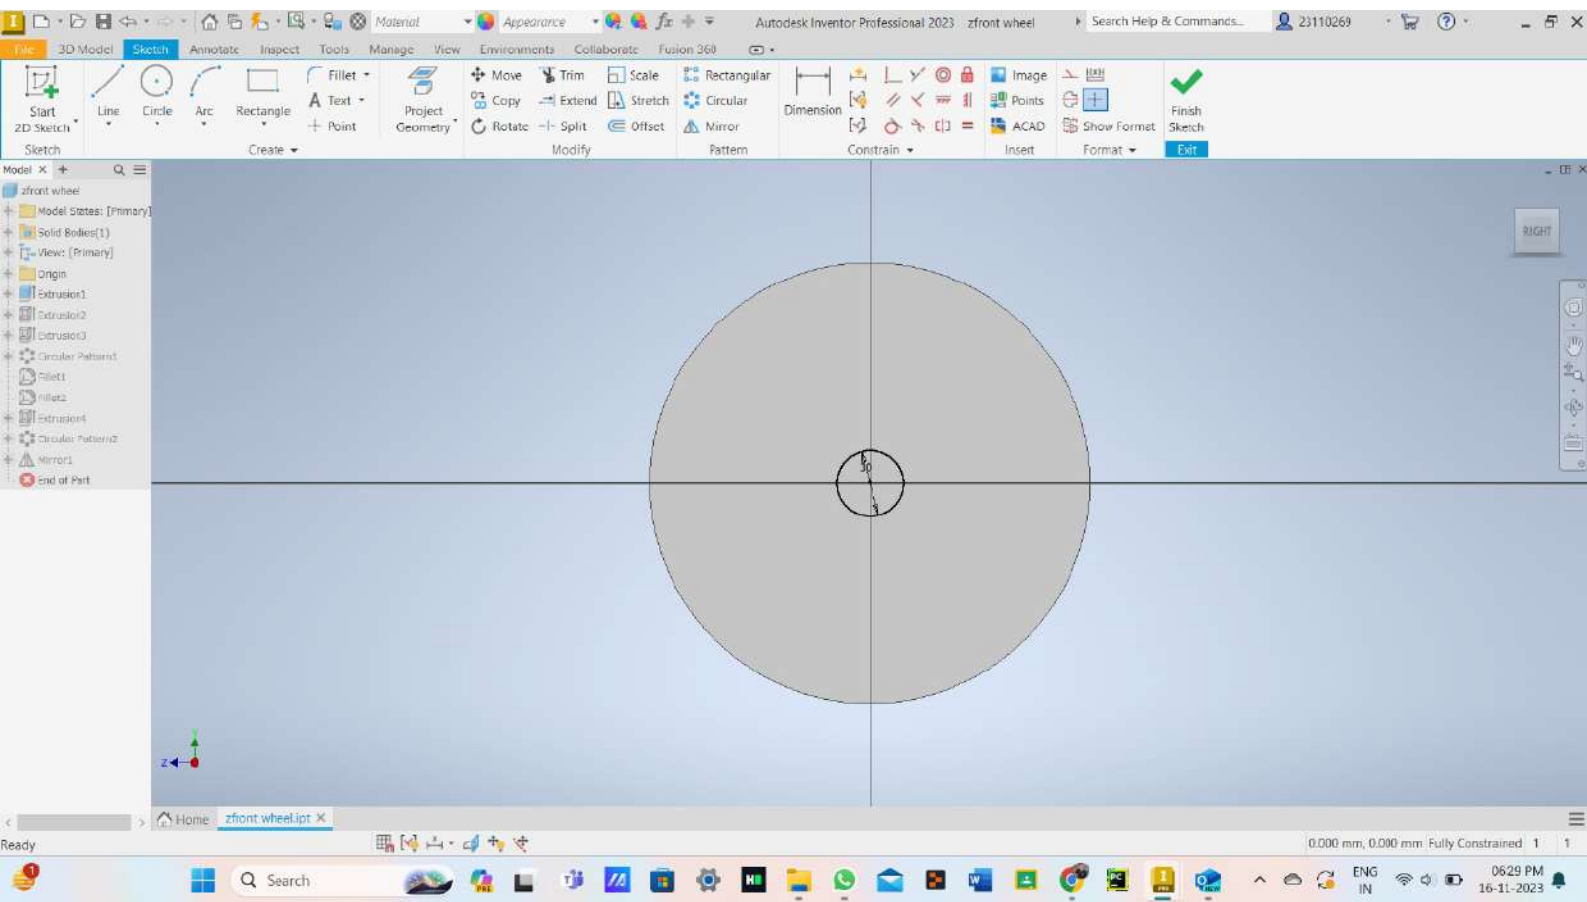 Material
Appearance
Autodesk Inventor Professional 2023 zfront wheel
Search Help & Commands...
23110269
File 3D Model Sketch Annotate Inspect Tools Manage View Environments Collaborate Fusion 360
Start
2D Sketch
Line
Circle
Arc
Rectangle
Fillet
Text
Point
Project
Geometry
Move
Copy
Rotate
Trim
Extend
Split
Scale
Stretch
Offset
Rectangular
Circular
Mirror
Dimension
Image
Points
ACAD
Show Format
Finish
Sketch
Sketch
Create
Modify
Pattern
Constrain
Insert
Format
Exit
Model
zfront wheel
Model States: [Primary]
Solid Bodies(1)
View: [Primary]
Origin
Extrusion1
Extrusion2
Extrusion3
Circular Pattern1
Fillet1
Fillet2
Extrusion4
Circular Pattern2
Mirror1
End of Part
RIGHT
30
Y
Z
Home
zfront wheel.ipt
Ready
0.000 mm, 0.000 mm Fully Constrained 1 1
1
Search
ENG
IN
06:29 PM
16-11-2023